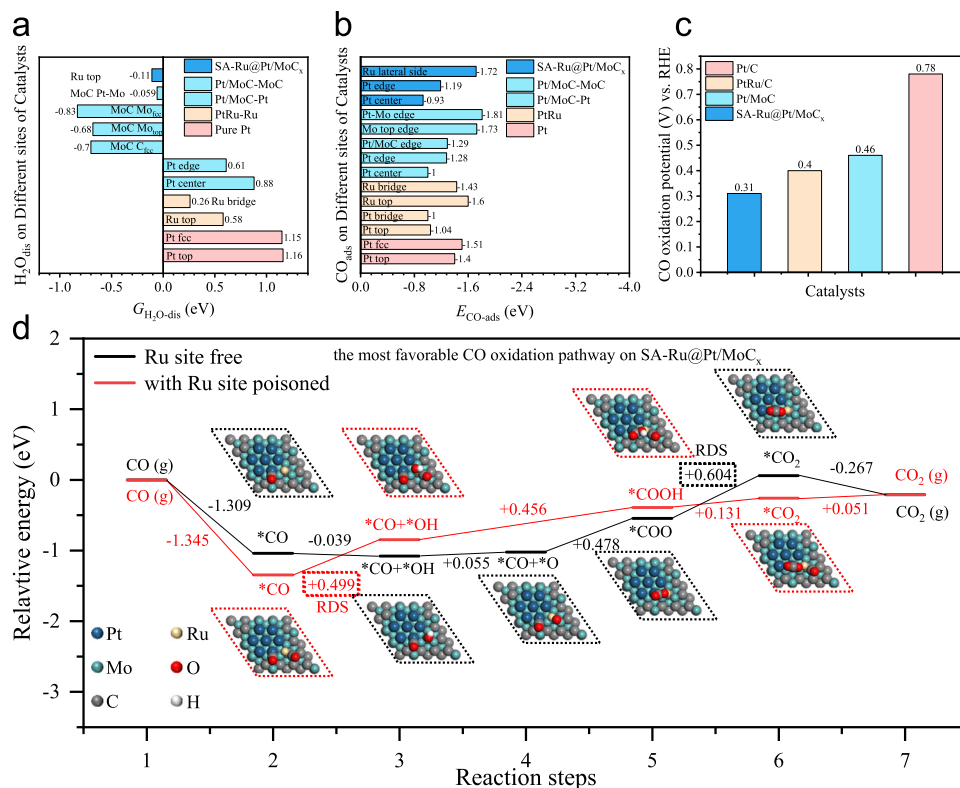 a
H₂O_dis on Different Sites of Catalysts
SA-Ru@Pt/MoCₓ
Pt/MoC-MoC
Pt/MoC-Pt
PtRu-Ru
Pure Pt
Ru top -0.11
MoC Pt-Mo -0.059
-0.83 MoC Mo_fcc
-0.68 MoC Mo_top
-0.7 MoC C_fcc
Pt edge 0.61
Pt center 0.88
0.26 Ru bridge
Ru top 0.58
Pt fcc 1.15
Pt top 1.16
-1.0 -0.5 0.0 0.5 1.0
G_H₂O-dis (eV)
b
CO_ads on Different sites of Catalysts
SA-Ru@Pt/MoCₓ
Pt/MoC-MoC
Pt/MoC-Pt
PtRu
Pt
Ru lateral side -1.72
Pt edge -1.19
Pt center -0.93
Pt-Mo edge -1.81
Mo top edge -1.73
Pt/MoC edge -1.29
Pt edge -1.28
Pt center -1
Ru bridge -1.43
Ru top -1.6
Pt bridge -1
Pt top -1.04
Pt fcc -1.51
Pt top -1.4
0.0 -0.8 -1.6 -2.4 -3.2 -4.0
E_CO-ads (eV)
c
CO oxidation potential (V) vs. RHE
0.8
0.7
0.6
0.5
0.4
0.3
0.2
0.1
0.0
Pt/C
PtRu/C
Pt/MoC
SA-Ru@Pt/MoCₓ
0.31
0.4
0.46
0.78
Catalysts
d
Relavtive energy (eV)
2
1
0
-1
-2
-3
Ru site free
with Ru site poisoned
the most favorable CO oxidation pathway on SA-Ru@Pt/MoCₓ
CO (g)
CO (g)
-1.309
-1.345
*CO
*CO
-0.039
+0.499
RDS
*CO+*OH
*CO+*OH
+0.055
+0.456
*CO+*O
+0.478
*COOH
*COO
RDS
+0.604
+0.131
*CO₂
*CO₂
-0.267
+0.051
CO₂ (g)
CO₂ (g)
Pt
Ru
Mo
O
C
H
1 2 3 4 5 6 7
Reaction steps